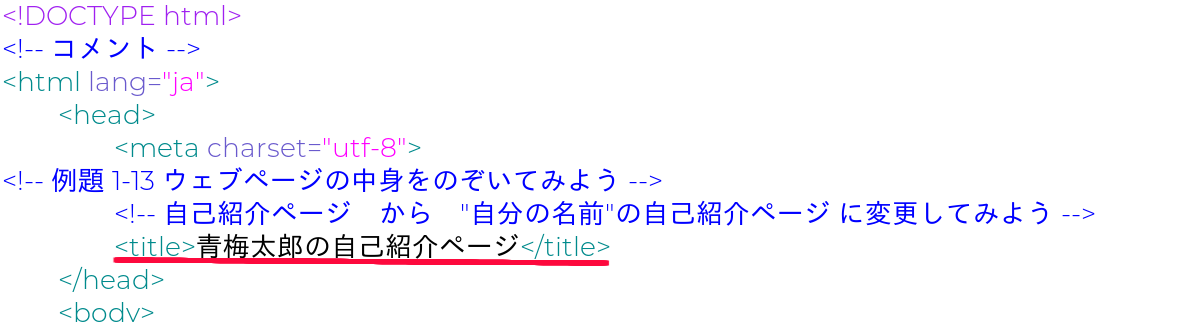 <!DOCTYPE html>
<!-- コメント -->
<html lang="ja">
<head>
<meta charset="utf-8">
<!-- 例題 1-13 ウェブページの中身をのぞいてみよう -->
<!-- 自己紹介ページ　から　"自分の名前"の自己紹介ページ に変更してみよう -->
<title>青梅太郎の自己紹介ページ</title>
</head>
<body>